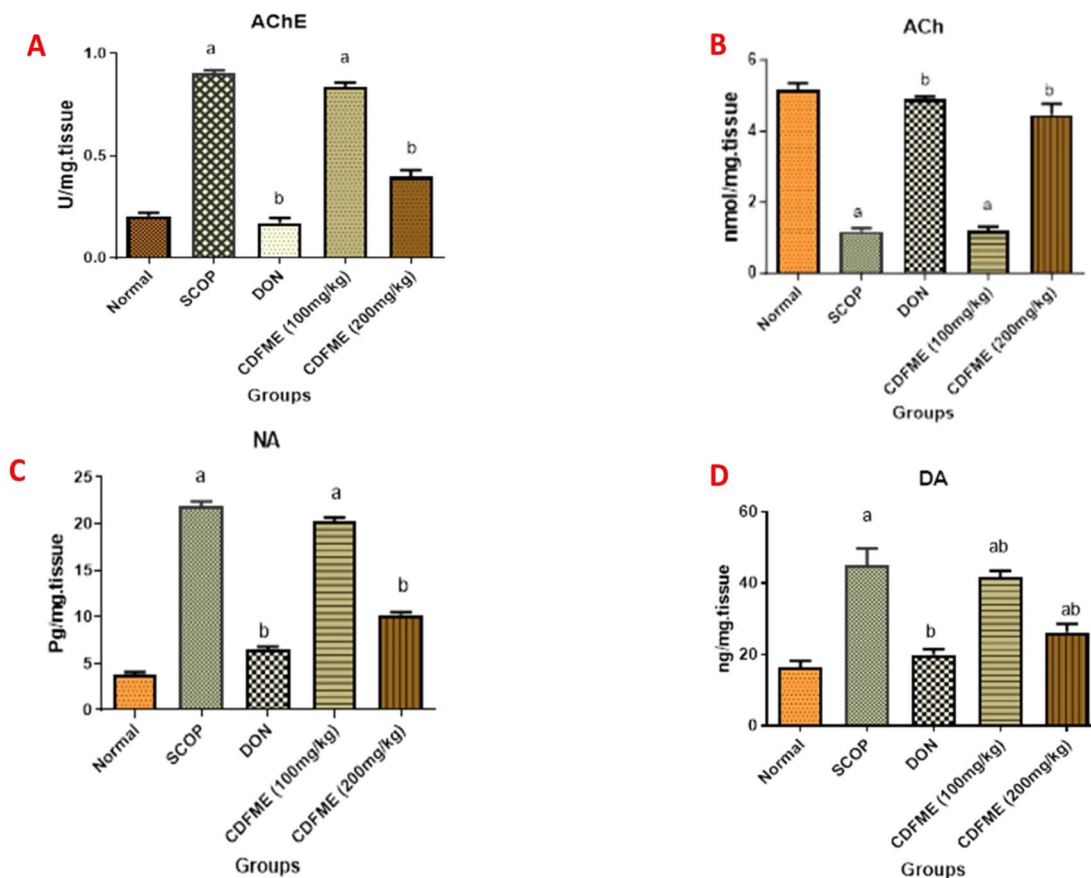 A
AChE
U/mg.tissue
1.0
0.5
0.0
a
b
a
b
Normal
SCOP
DON
CDFME (100mg/kg)
CDFME (200mg/kg)
Groups
B
ACh
nmol/mg.tissue
6
4
2
0
a
b
a
b
Normal
SCOP
DON
CDFME (100mg/kg)
CDFME (200mg/kg)
Groups
C
NA
Pg/mg.tissue
25
20
15
10
5
0
a
b
a
b
Normal
SCOP
DON
CDFME (100mg/kg)
CDFME (200mg/kg)
Groups
D
DA
ng/mg.tissue
60
40
20
0
a
b
ab
ab
Normal
SCOP
DON
CDFME (100mg/kg)
CDFME (200mg/kg)
Groups